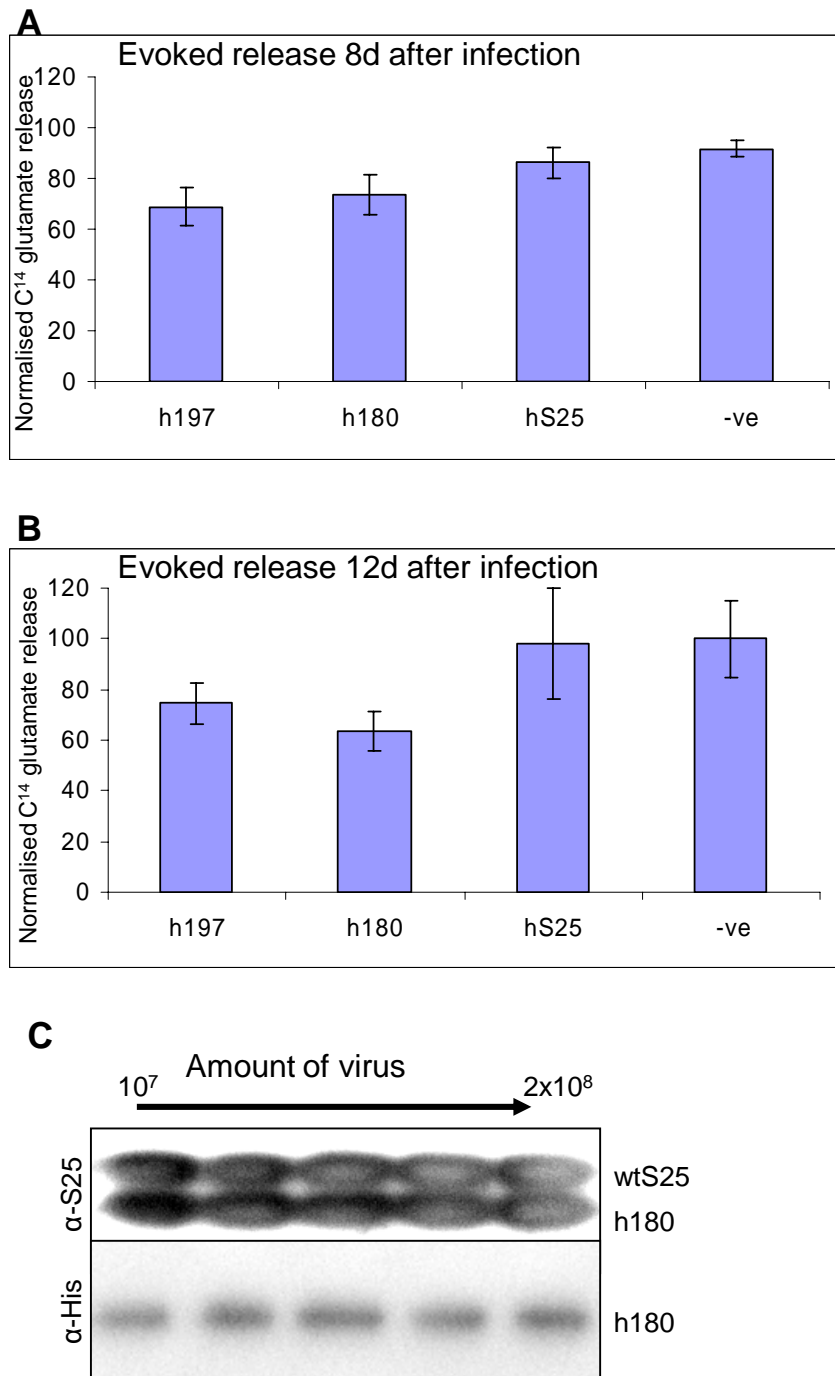 A
Evoked release 8d after infection
Normalised C¹⁴ glutamate release
120
100
80
60
40
20
0
h197 h180 hS25 -ve
B
Evoked release 12d after infection
Normalised C¹⁴ glutamate release
120
100
80
60
40
20
0
h197 h180 hS25 -ve
C
Amount of virus
10⁷ 2x10⁸
α-S25
wtS25
h180
α-His
h180